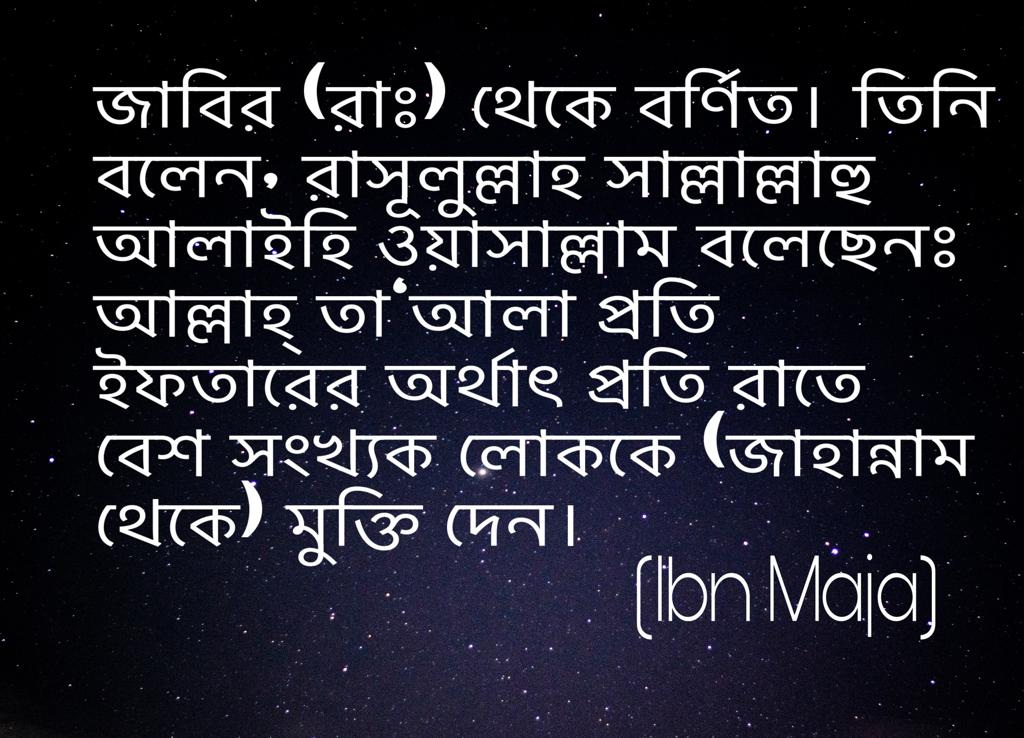 জাবির (রাঃ) থেকে বর্ণিত। তিনি
বলেন, রাসূলুল্লাহ সাল্লাল্লাহু
আলাইহি ওয়াসাল্লাম বলেছেনঃ
আল্লাহ্ তা‘আলা প্রতি
ইফতারের অর্থাৎ প্রতি রাতে
বেশ সংখ্যক লোককে (জাহান্নাম
থেকে) মুক্তি দেন।
(Ibn Maja)